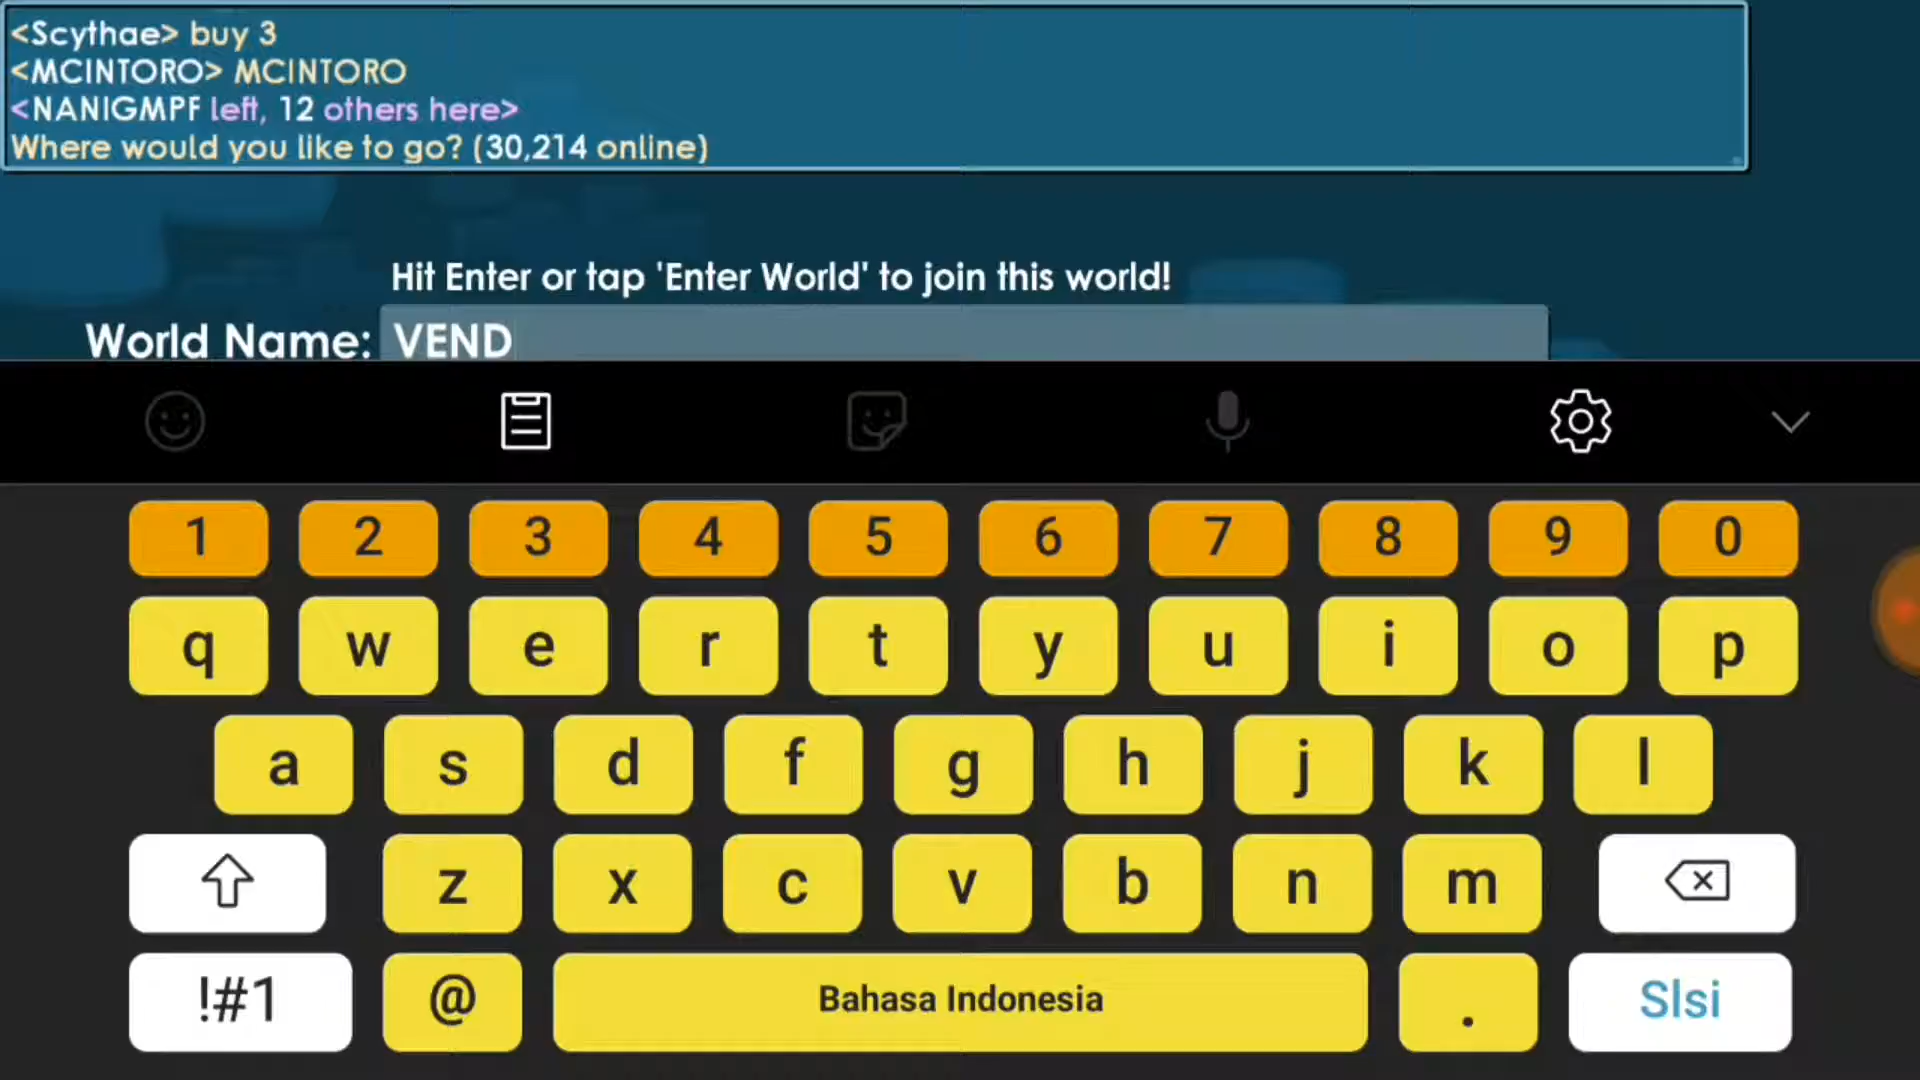 <Scythae> buy 3
<MCINTORO> MCINTORO
<NANIGMPF left, 12 others here>
Where would you like to go? (30,214 online)
Hit Enter or tap 'Enter World' to join this world!
World Name: VEND
1 2 3 4 5 6 7 8 9 0
q w e r t y u i o p
a s d f g h j k l
z x c v b n m
!#1 @ Bahasa Indonesia . Slsi